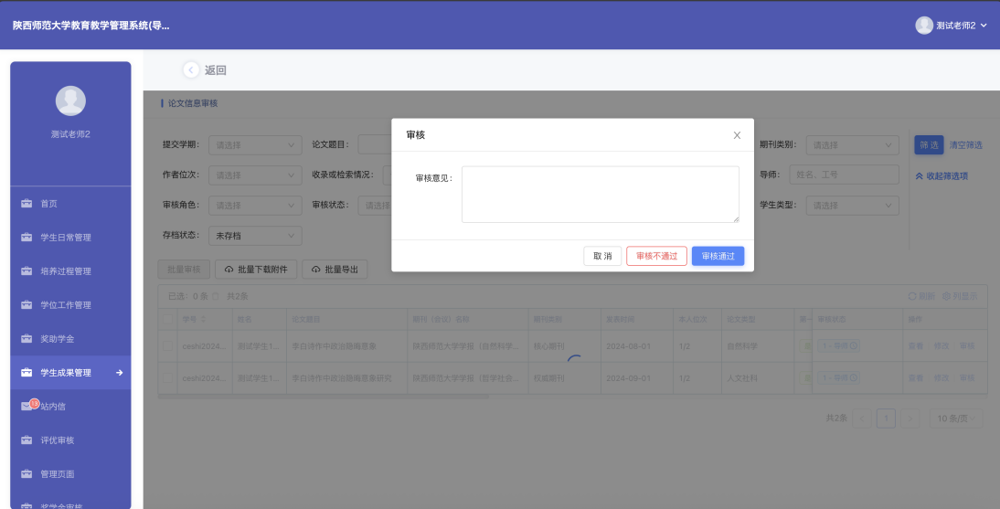 陕西师范大学教育教学管理系统(导...
测试老师2
返回
测试老师2
首页
学生日常管理
培养过程管理
学位工作管理
奖助学金
学生成果管理
19 站内信
评优审核
管理页面
奖学金审核
论文信息审核
提交学期： 请选择 论文题目： 期刊类别： 请选择 筛 选 清空筛选
作者位次： 请选择 收录或检索情况： 导师： 姓名、工号 收起筛选项
审核角色： 请选择 审核状态： 请选择 学生类型： 请选择
存档状态： 未存档
审核
审核意见：
取 消 审核不通过 审核通过
批量审核 批量下载附件 批量导出
已选：0 条 共2条 刷新 列显示
学号 姓名 论文题目 期刊（会议）名称 期刊类别 发表时间 本人位次 论文类型 第一 审核状态 操作
ceshi2024... 测试学生1... 李白诗作中政治隐喻意象 陕西师范大学学报（自然科学... 核心期刊 2024-08-01 1/2 自然科学 1 - 导师 查看 修改 审核
ceshi2024... 测试学生1... 李白诗作中政治隐喻意象研究 陕西师范大学学报（哲学社会... 权威期刊 2024-09-01 1/2 人文社科 1 - 导师 查看 修改 审核
共2条 1 10 条/页